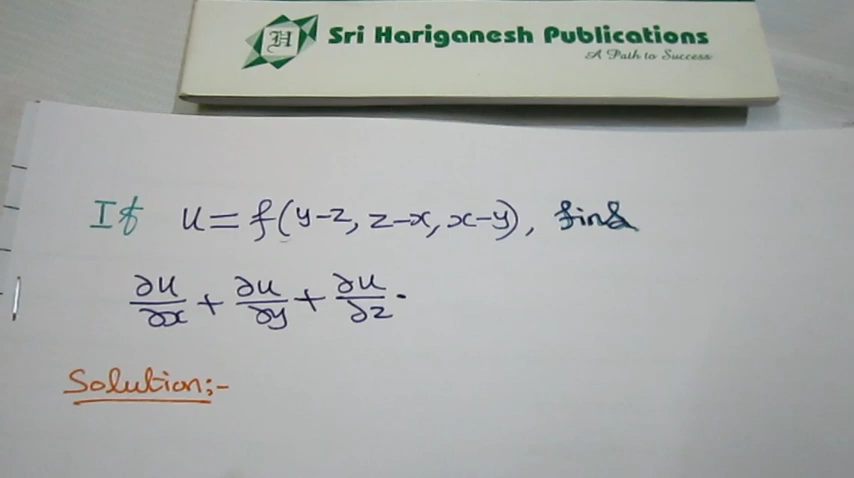 H Sri Hariganesh Publications
A Path to Success
If u = f(y-z, z-x, x-y), find
∂u/∂x + ∂u/∂y + ∂u/∂z.
Solution:-